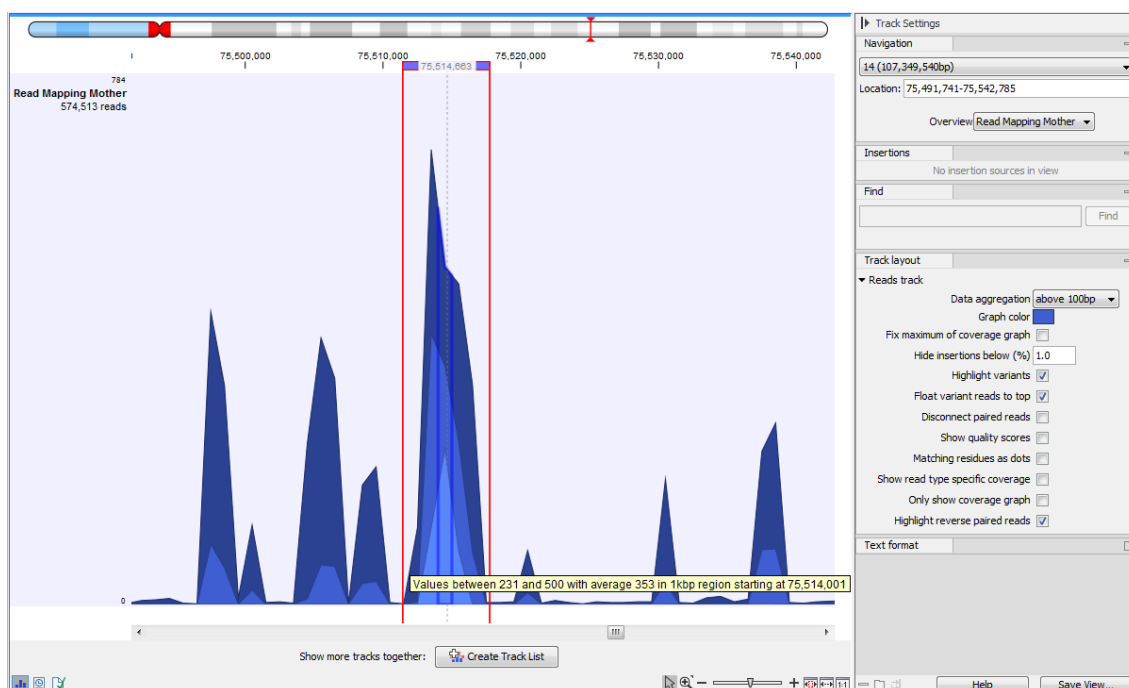 Track Settings
Navigation
14 (107,349,540bp)
Location: 75,491,741-75,542,785
Overview Read Mapping Mother
Insertions
No insertion sources in view
Find
Find
Track layout
Reads track
Data aggregation above 100bp
Graph color
Fix maximum of coverage graph
Hide insertions below (%) 1.0
Highlight variants
Float variant reads to top
Disconnect paired reads
Show quality scores
Matching residues as dots
Show read type specific coverage
Only show coverage graph
Highlight reverse paired reads
Text format
75,500,000 75,510,000 75,520,000 75,530,000 75,540,000
75,514,663
784
Read Mapping Mother
574,513 reads
Values between 231 and 500 with average 353 in 1kbp region starting at 75,514,001
0
Show more tracks together: Create Track List
1:1
Help Save View...